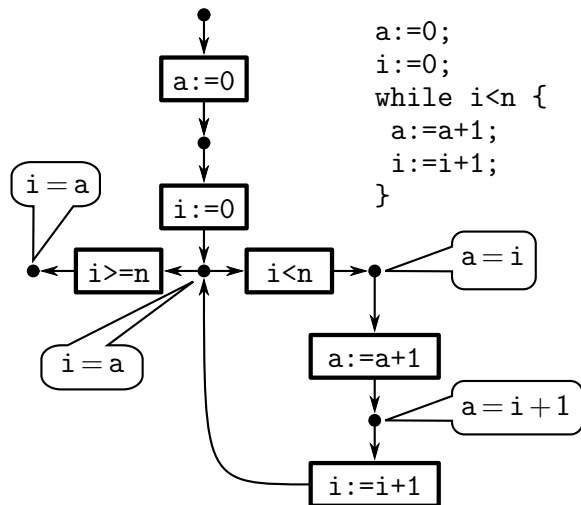 a:=0;
i:=0;
while i<n {
a:=a+1;
i:=i+1;
}
a:=0
i = a
i:=0
a = i
i>=n
i<n
i = a
a:=a+1
a = i + 1
i:=i+1